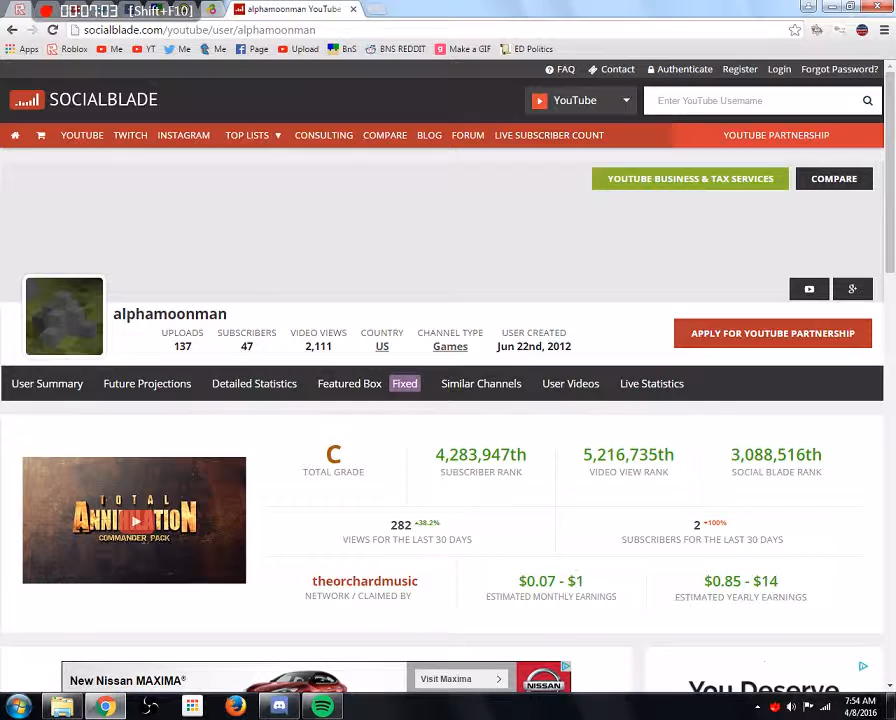 00:07:03 [Shift+F10]
alphamoonman YouTube
socialblade.com/youtube/user/alphamoonman
Apps Roblox Me YT Me Me Page Upload BnS BNS REDDIT Make a GIF ED Politics
FAQ Contact Authenticate Register Login Forgot Password?
SOCIALBLADE
YouTube
Enter YouTube Username
YOUTUBE TWITCH INSTAGRAM TOP LISTS CONSULTING COMPARE BLOG FORUM LIVE SUBSCRIBER COUNT YOUTUBE PARTNERSHIP
YOUTUBE BUSINESS & TAX SERVICES COMPARE
alphamoonman
UPLOADS SUBSCRIBERS VIDEO VIEWS COUNTRY CHANNEL TYPE USER CREATED
137 47 2,111 US Games Jun 22nd, 2012
APPLY FOR YOUTUBE PARTNERSHIP
User Summary Future Projections Detailed Statistics Featured Box Fixed Similar Channels User Videos Live Statistics
C 4,283,947th 5,216,735th 3,088,516th
TOTAL GRADE SUBSCRIBER RANK VIDEO VIEW RANK SOCIAL BLADE RANK
TOTAL
ANNIHILATION
COMMANDER PACK
282 38.2% 2 100%
VIEWS FOR THE LAST 30 DAYS SUBSCRIBERS FOR THE LAST 30 DAYS
theorchardmusic $0.07 - $1 $0.85 - $14
NETWORK / CLAIMED BY ESTIMATED MONTHLY EARNINGS ESTIMATED YEARLY EARNINGS
New Nissan MAXIMA® Visit Maxima NISSAN
You Deserve
7:54 AM
4/8/2016